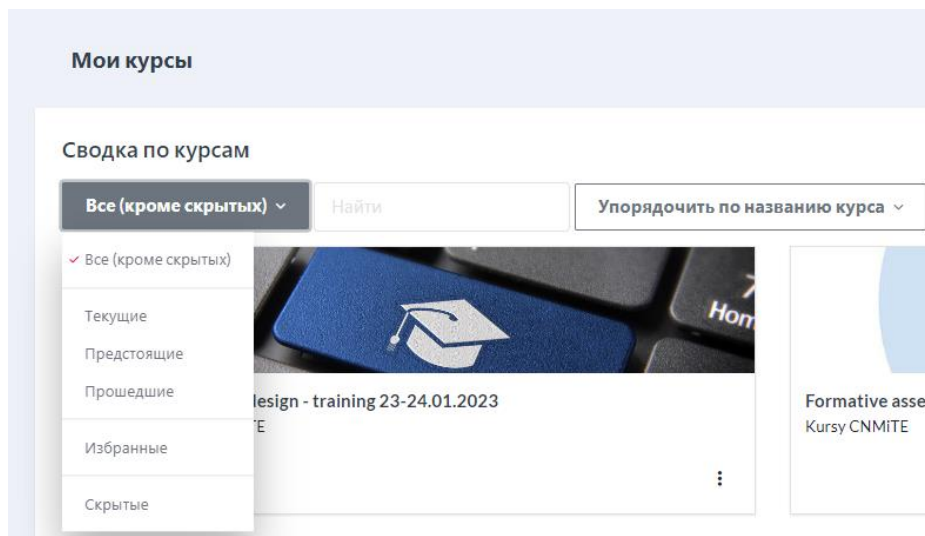 Мои курсы
Сводка по курсам
Все (кроме скрытых)
Найти
Упорядочить по названию курса
Все (кроме скрытых)
Текущие
Предстоящие
Прошедшие
Избранные
Скрытые
Hom
design - training 23-24.01.2023
Formative asse
Kursy CNMiTE